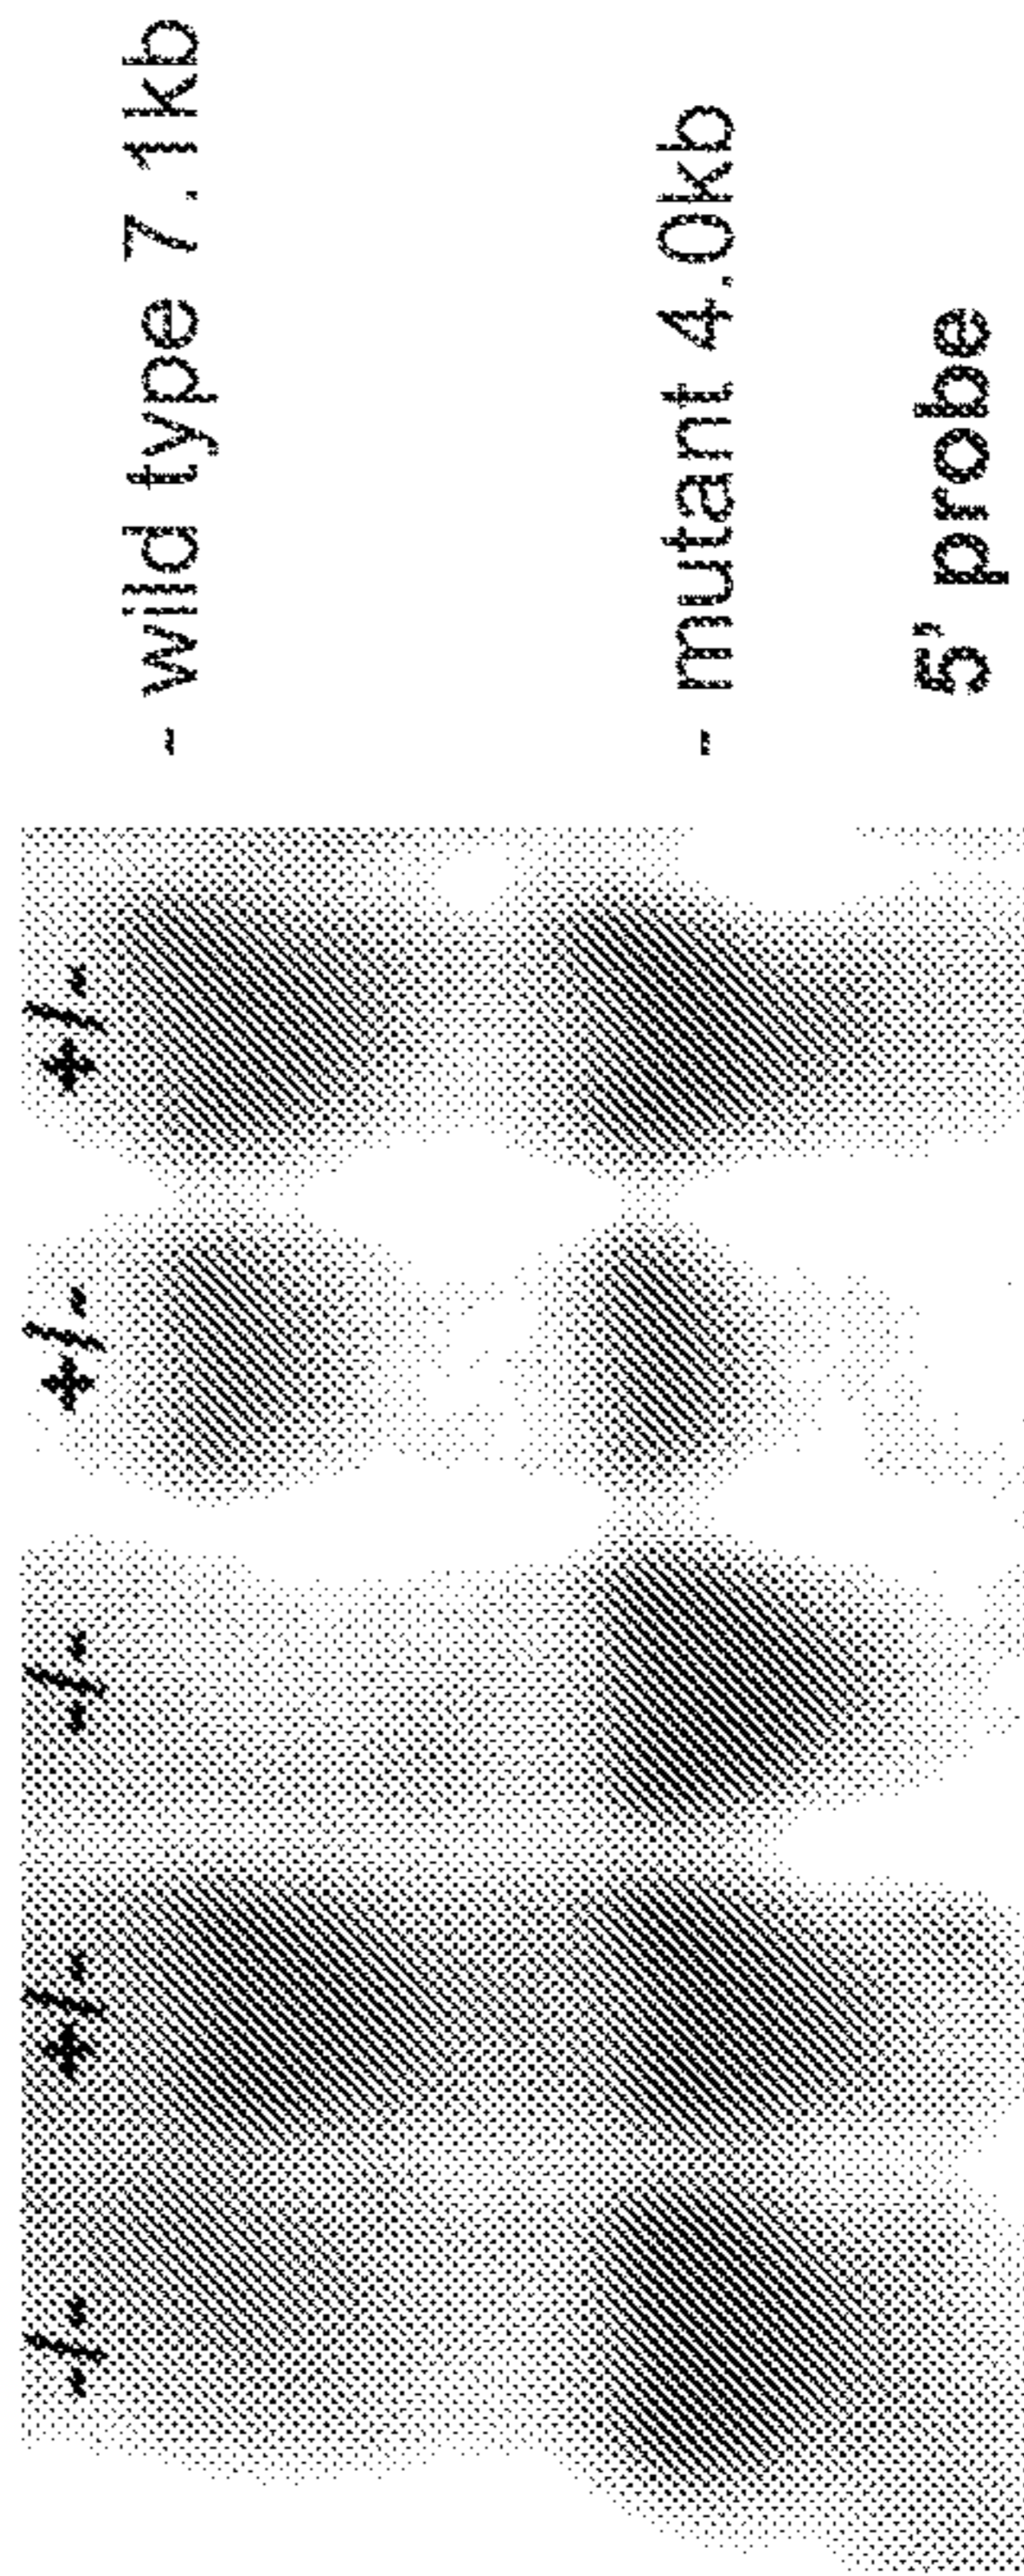 -/- +/- -/- +/- +/-
- wild type 7.1kb
- mutant 4.0kb
5' probe